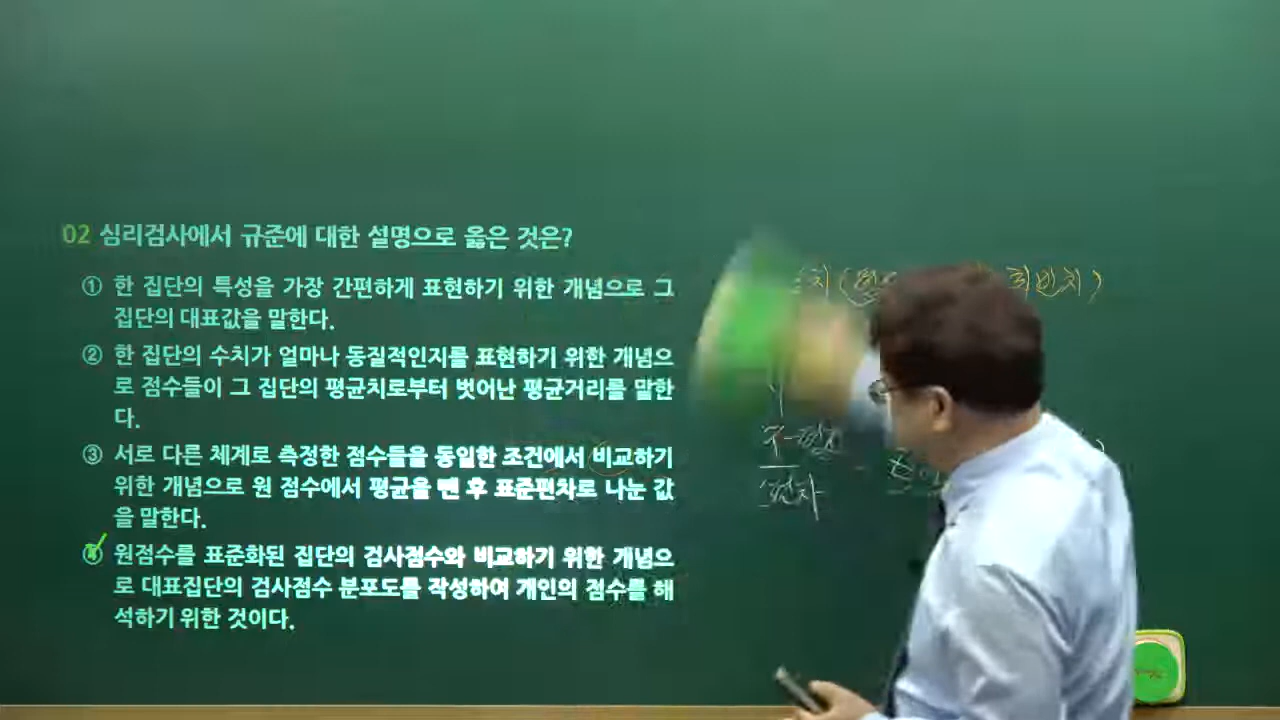 02 심리검사에서 규준에 대한 설명으로 옳은 것은?
① 한 집단의 특성을 가장 간편하게 표현하기 위한 개념으로 그
집단의 대표값을 말한다.
② 한 집단의 수치가 얼마나 동질적인지를 표현하기 위한 개념으
로 점수들이 그 집단의 평균치로부터 벗어난 평균거리를 말한
다.
③ 서로 다른 체계로 측정한 점수들을 동일한 조건에서 비교하기
위한 개념으로 원 점수에서 평균을 뺀 후 표준편차로 나눈 값
을 말한다.
④ 원점수를 표준화된 집단의 검사점수와 비교하기 위한 개념으
로 대표집단의 검사점수 분포도를 작성하여 개인의 점수를 해
석하기 위한 것이다.
최빈치)